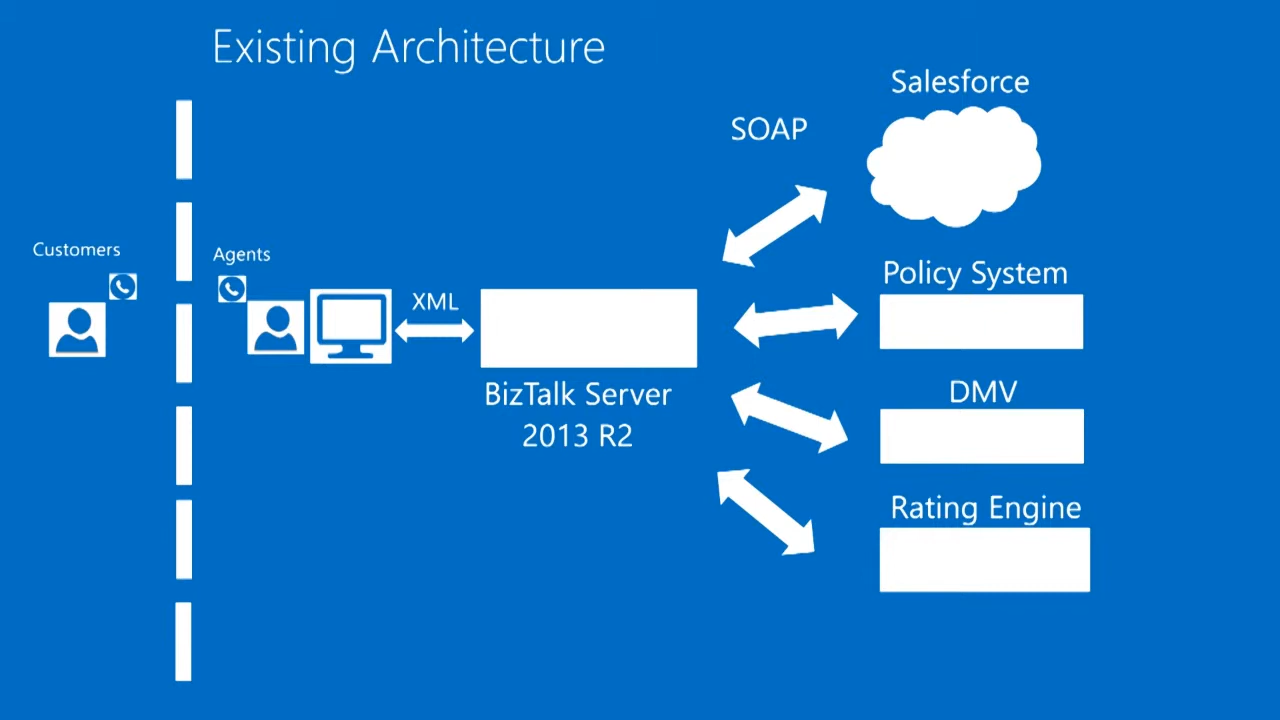 Existing Architecture
Salesforce
SOAP
Customers
Agents
XML
Policy System
BizTalk Server
2013 R2
DMV
Rating Engine